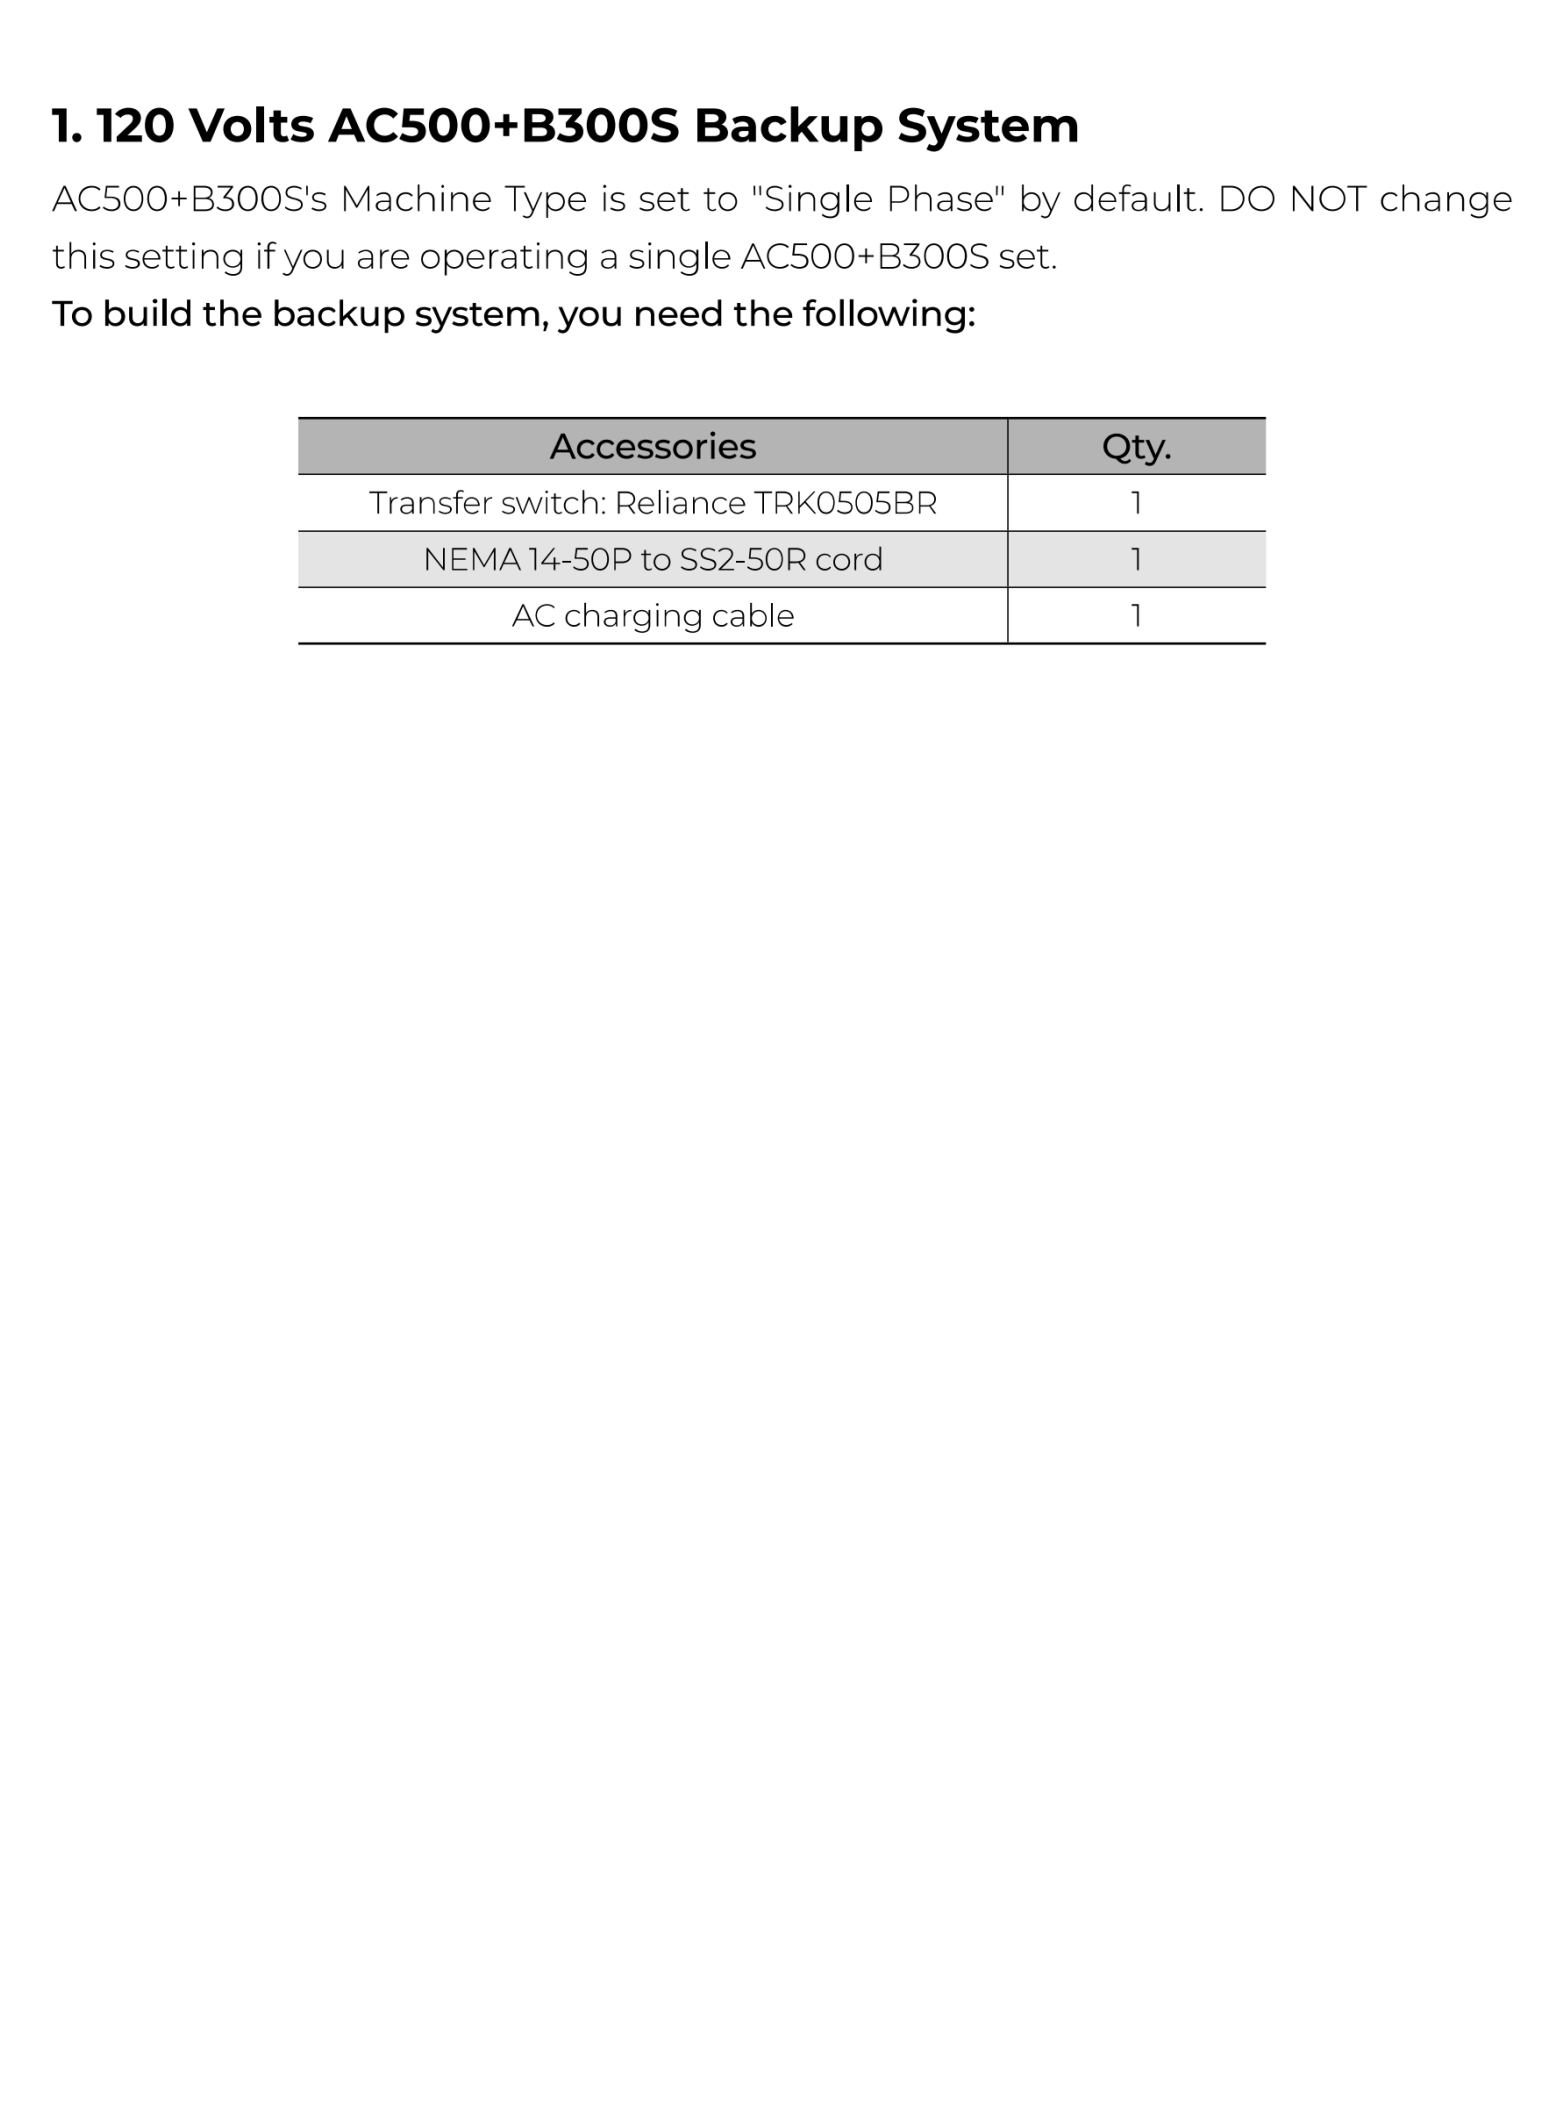 1. 120 Volts AC500+B300S Backup System
AC500+B300S's Machine Type is set to "Single Phase" by default. DO NOT change
this setting if you are operating a single AC500+B300S set.
To build the backup system, you need the following:
Accessories Qty.
Transfer switch: Reliance TRK0505BR 1
NEMA 14-50P to SS2-50R cord 1
AC charging cable 1